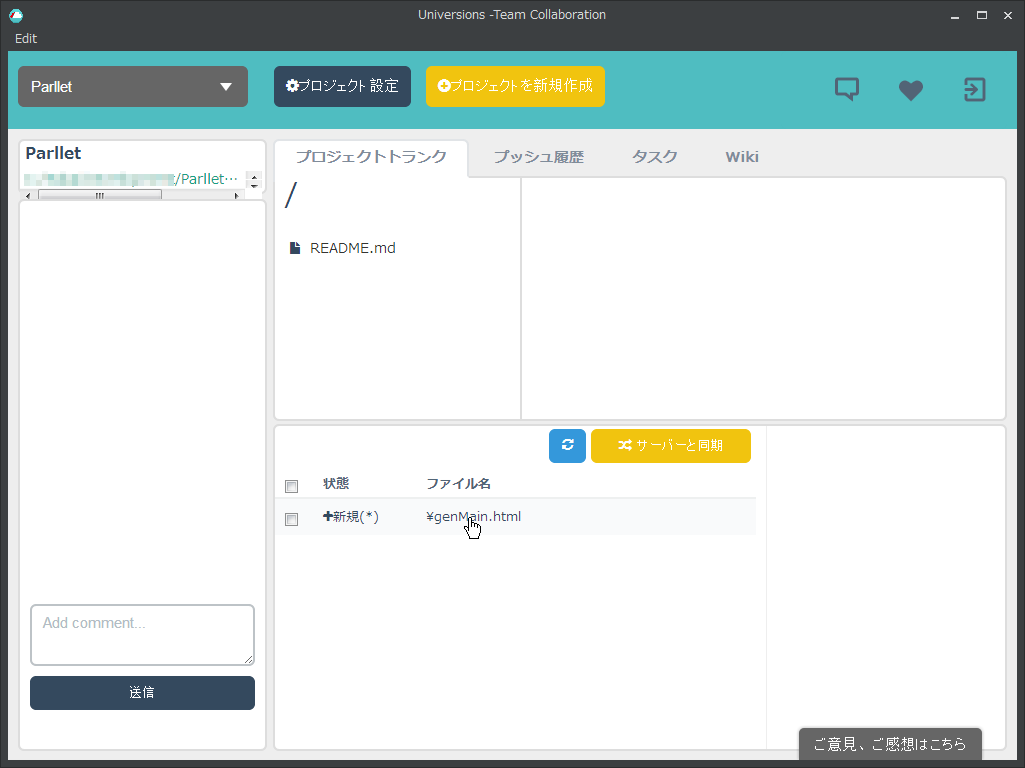 Universions -Team Collaboration
Edit
Parllet
プロジェクト 設定
プロジェクトを新規作成
Parllet
/Parllet…
プロジェクトトランク
プッシュ履歴
タスク
Wiki
/
README.md
サーバーと同期
状態
ファイル名
新規(*)
¥genMain.html
Add comment...
送信
ご意見、ご感想はこちら